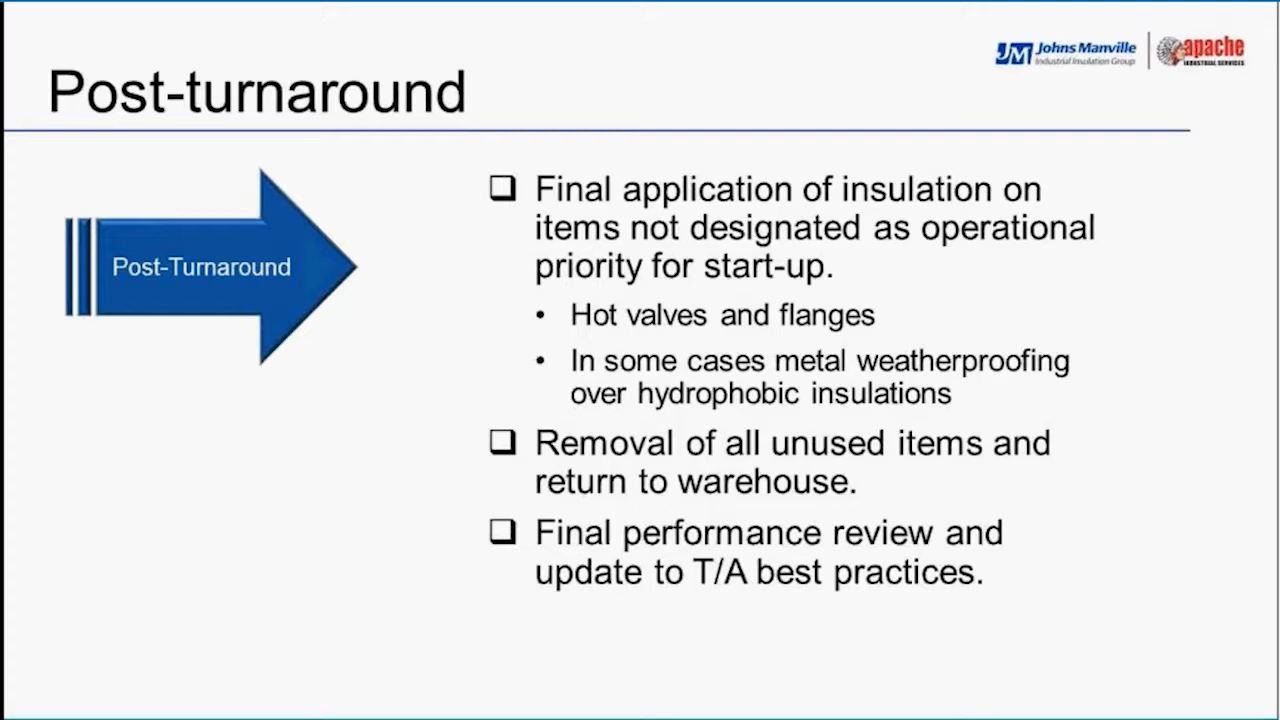 JM Johns Manville
Industrial Insulation Group
apache
INDUSTRIAL SERVICES
Post-turnaround
Post-Turnaround
❑ Final application of insulation on
items not designated as operational
priority for start-up.
• Hot valves and flanges
• In some cases metal weatherproofing
over hydrophobic insulations
❑ Removal of all unused items and
return to warehouse.
❑ Final performance review and
update to T/A best practices.